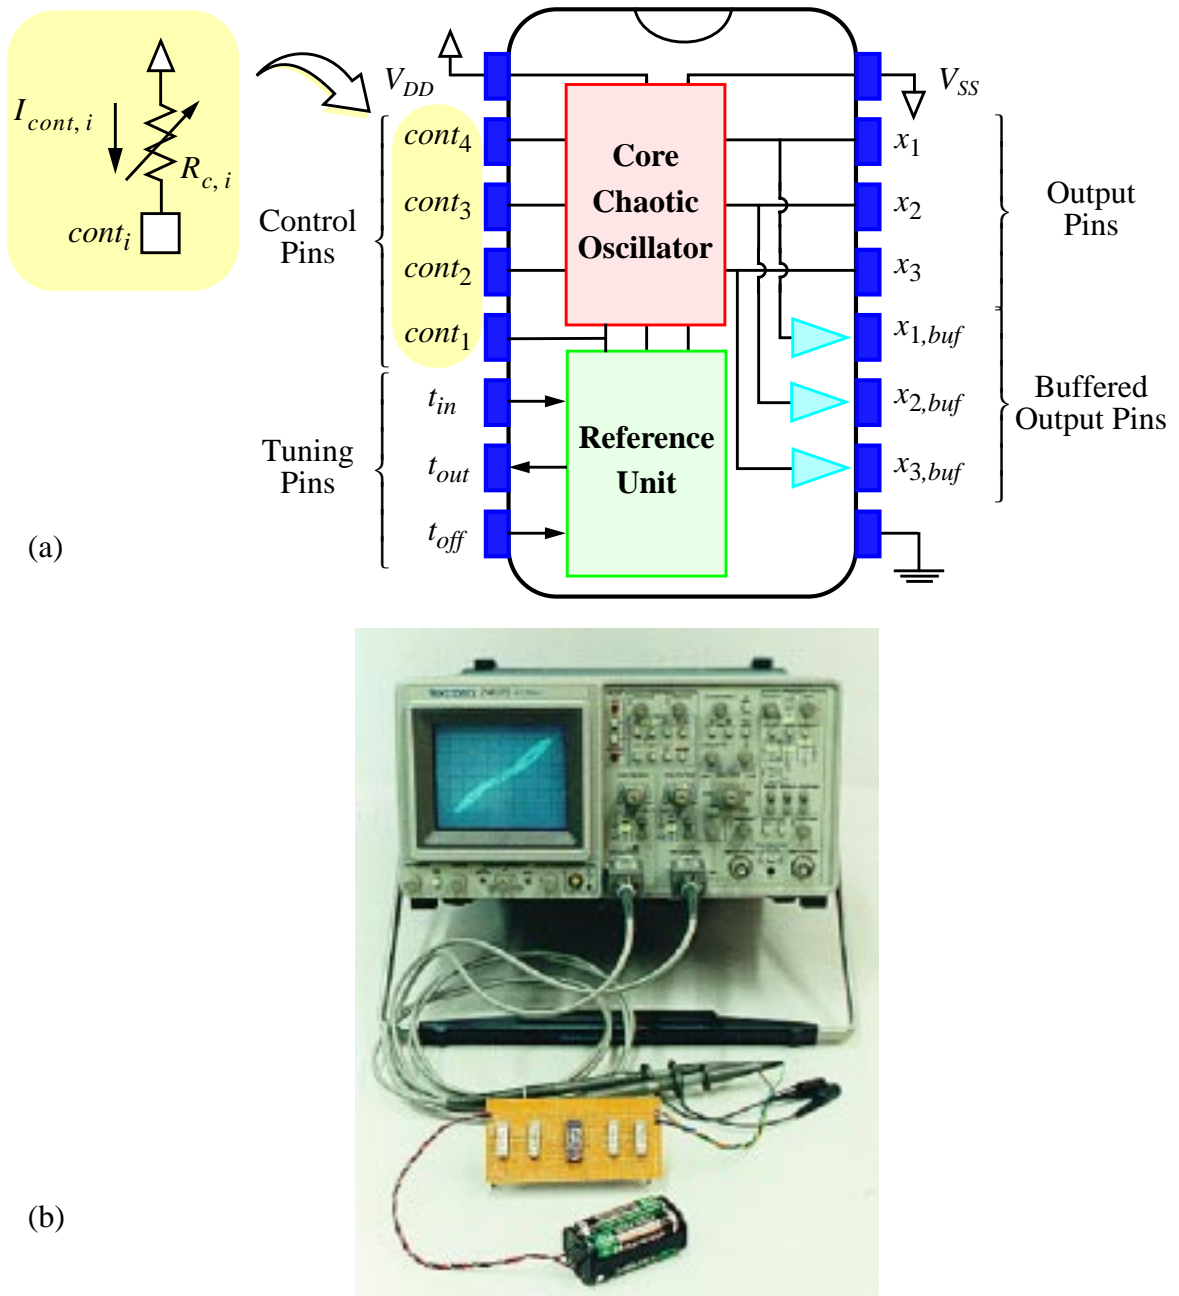 I_cont, i
R_c, i
cont_i
V_DD
V_SS
cont_4
cont_3
cont_2
cont_1
t_in
t_out
t_off
Control
Pins
Tuning
Pins
Core
Chaotic
Oscillator
Reference
Unit
x_1
x_2
x_3
x_1,buf
x_2,buf
x_3,buf
Output
Pins
Buffered
Output Pins
(a)
(b)